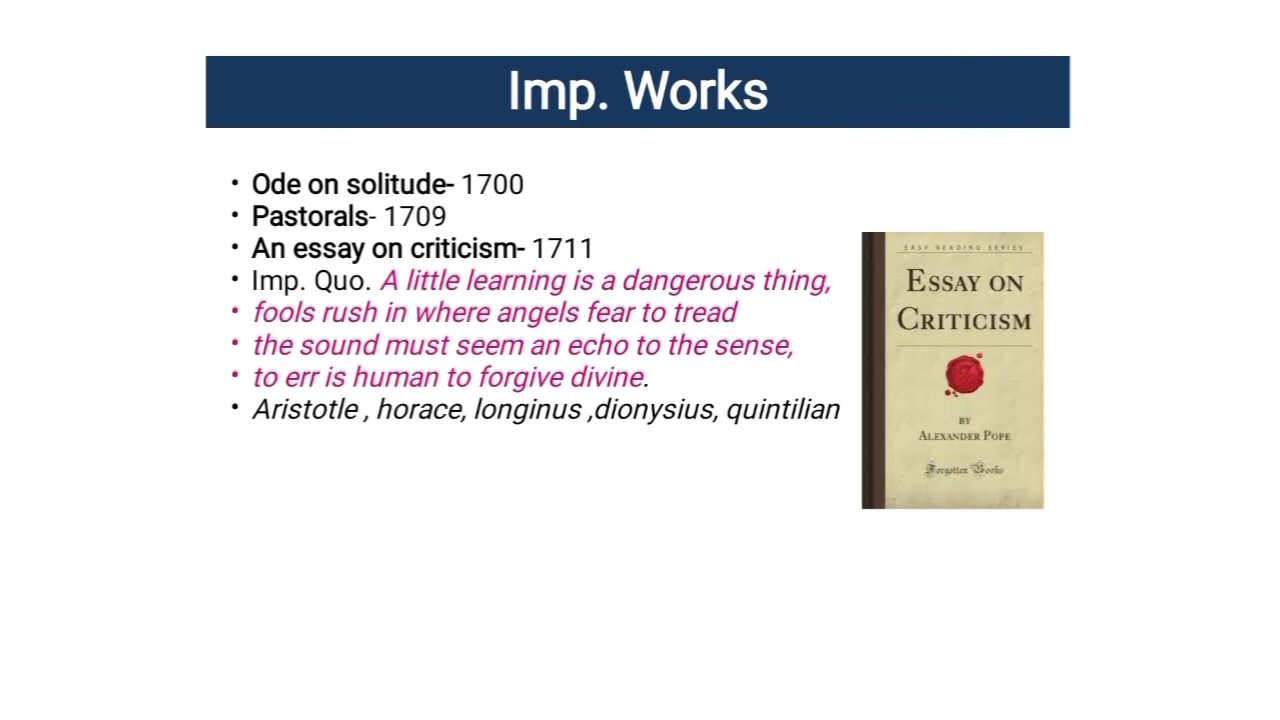 Imp. Works
• Ode on solitude- 1700
• Pastorals- 1709
• An essay on criticism- 1711
• Imp. Quo. A little learning is a dangerous thing,
• fools rush in where angels fear to tread
• the sound must seem an echo to the sense,
• to err is human to forgive divine.
• Aristotle , horace, longinus ,dionysius, quintilian
EASY READING SERIES
ESSAY ON
CRITICISM
BY
ALEXANDER POPE
Forgotten Books